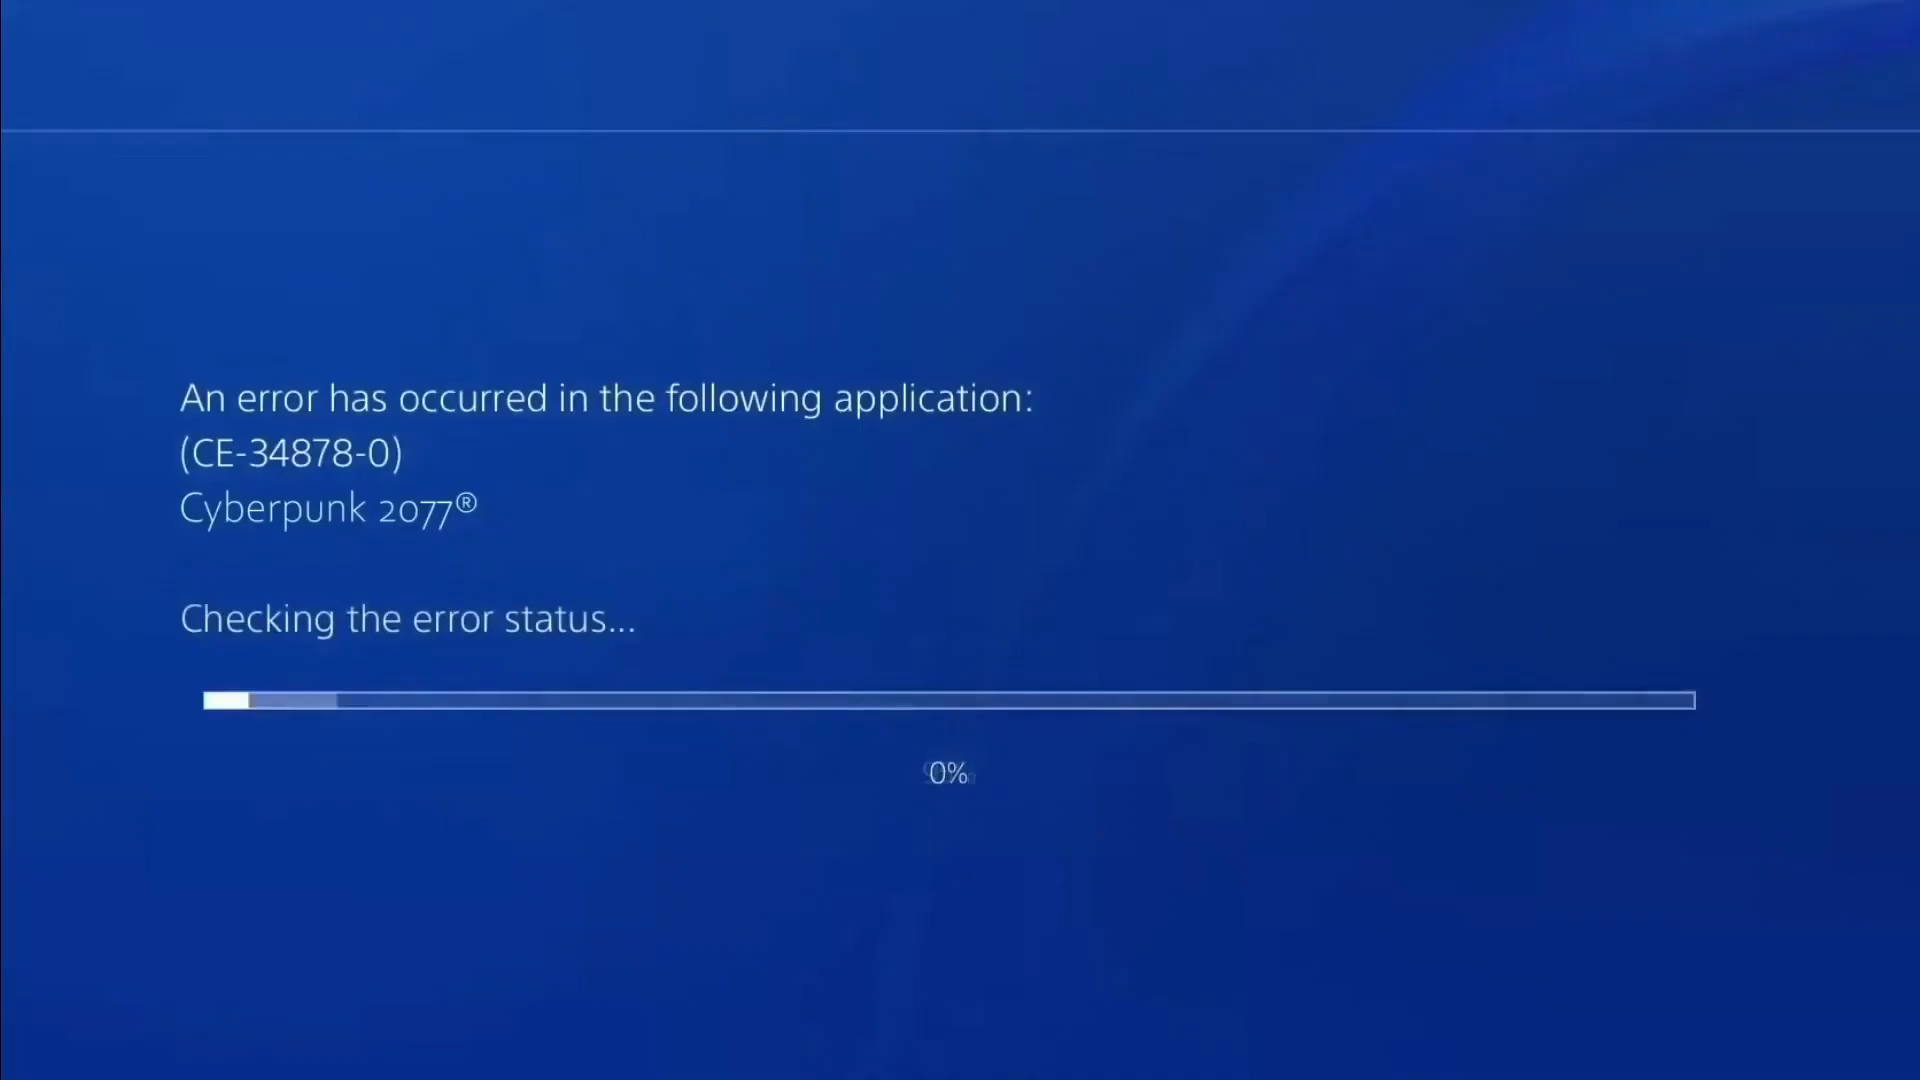 An error has occurred in the following application:
(CE-34878-0)
Cyberpunk 2077®
Checking the error status...
0%